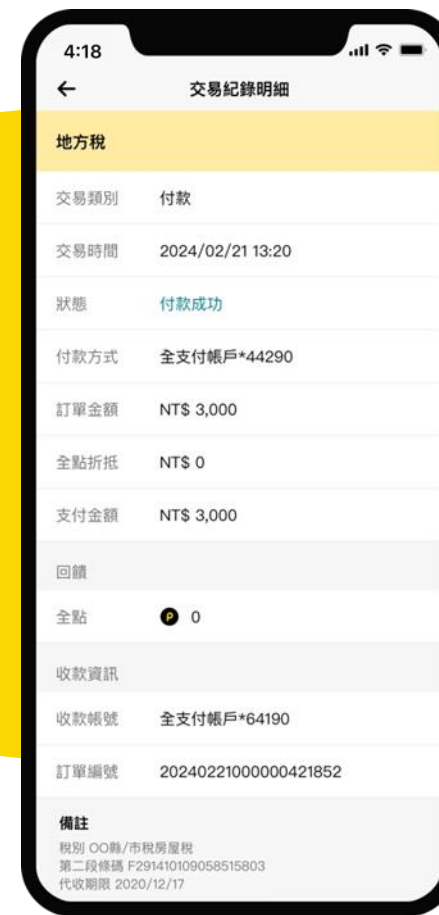 4:18
交易紀錄明細
地方稅
交易類別 付款
交易時間 2024/02/21 13:20
狀態 付款成功
付款方式 全支付帳戶*44290
訂單金額 NT$ 3,000
全點折抵 NT$ 0
支付金額 NT$ 3,000
回饋
全點 P 0
收款資訊
收款帳號 全支付帳戶*64190
訂單編號 20240221000000421852
備註
稅別 OO縣/市稅房屋稅
第二段條碼 F291410109058515803
代收期限 2020/12/17